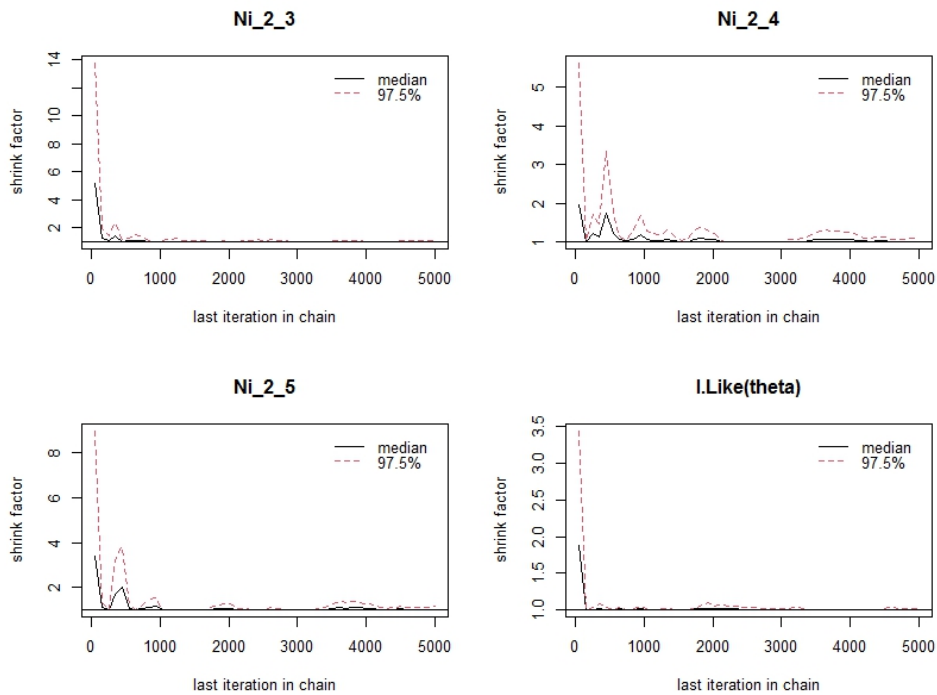 Ni_2_3
14
10
8
6
4
2
shrink factor
median
97.5%
0 1000 2000 3000 4000 5000
last iteration in chain
Ni_2_4
5
4
3
2
1
shrink factor
median
97.5%
0 1000 2000 3000 4000 5000
last iteration in chain
Ni_2_5
8
6
4
2
shrink factor
median
97.5%
0 1000 2000 3000 4000 5000
last iteration in chain
l.Like(theta)
3.5
3.0
2.5
2.0
1.5
1.0
shrink factor
median
97.5%
0 1000 2000 3000 4000 5000
last iteration in chain